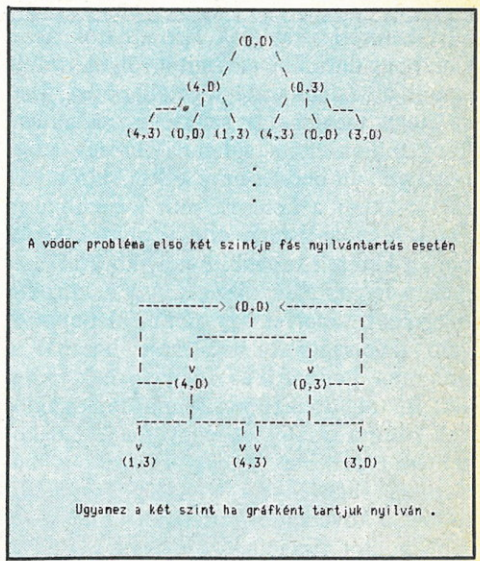 (0,0)
(4,0) (0,3)
(4,3) (0,0) (1,3) (4,3) (0,0) (3,0)
A vödör probléma elsö két szintje fás nyilvántartás esetén
(0,0)
(4,0) (0,3)
(1,3) (4,3) (3,0)
Ugyanez a két szint ha gráfként tartjuk nyilván .